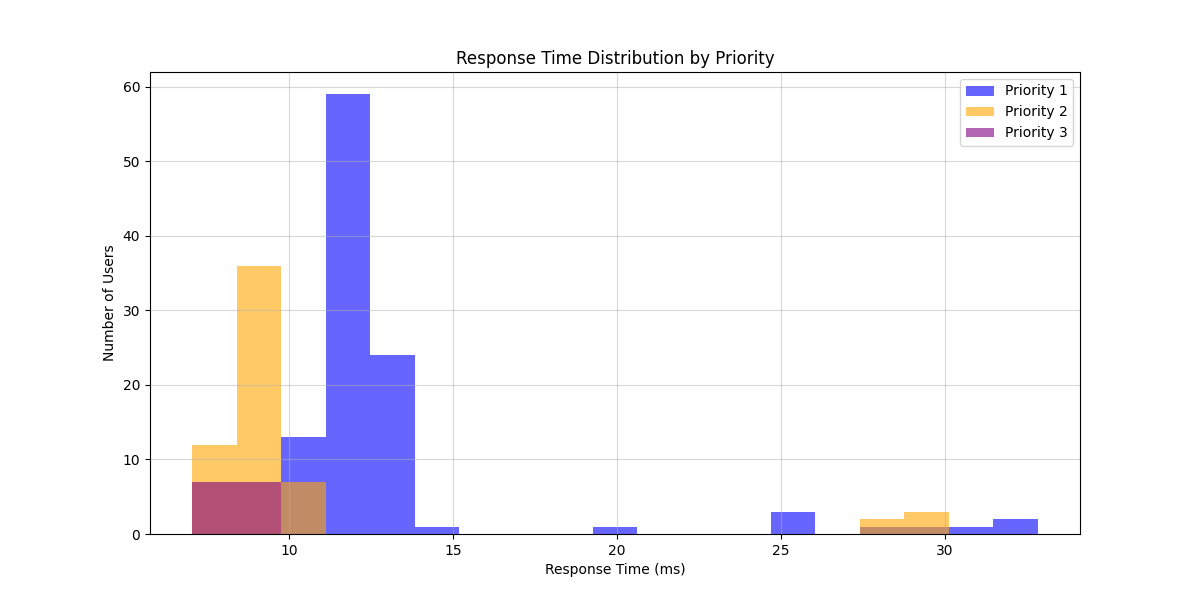 Response Time Distribution by Priority
Priority 1
Priority 2
Priority 3
60
50
40
30
20
10
0
Number of Users
10 15 20 25 30
Response Time (ms)